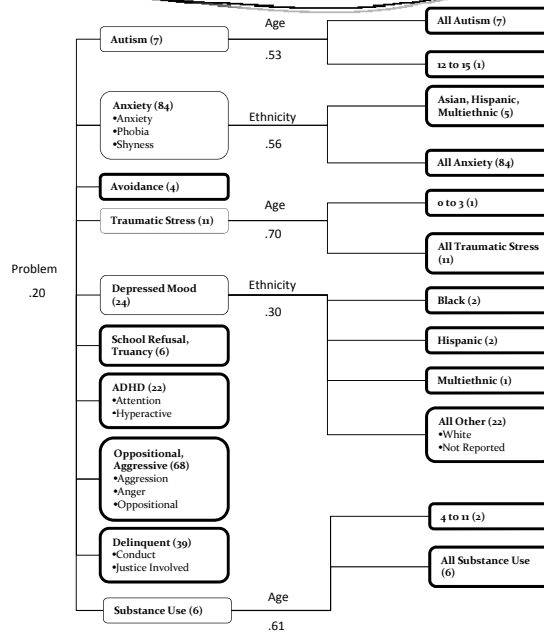 Problem
.20
Autism (7)
Age
.53
All Autism (7)
12 to 15 (1)
Anxiety (84)
•Anxiety
•Phobia
•Shyness
Ethnicity
.56
Asian, Hispanic,
Multiethnic (5)
All Anxiety (84)
Avoidance (4)
Traumatic Stress (11)
Age
.70
0 to 3 (1)
All Traumatic Stress
(11)
Depressed Mood
(24)
Ethnicity
.30
Black (2)
Hispanic (2)
Multiethnic (1)
All Other (22)
•White
•Not Reported
School Refusal,
Truancy (6)
ADHD (22)
•Attention
•Hyperactive
Oppositional,
Aggressive (68)
•Aggression
•Anger
•Oppositional
Delinquent (39)
•Conduct
•Justice Involved
Substance Use (6)
Age
.61
4 to 11 (2)
All Substance Use
(6)